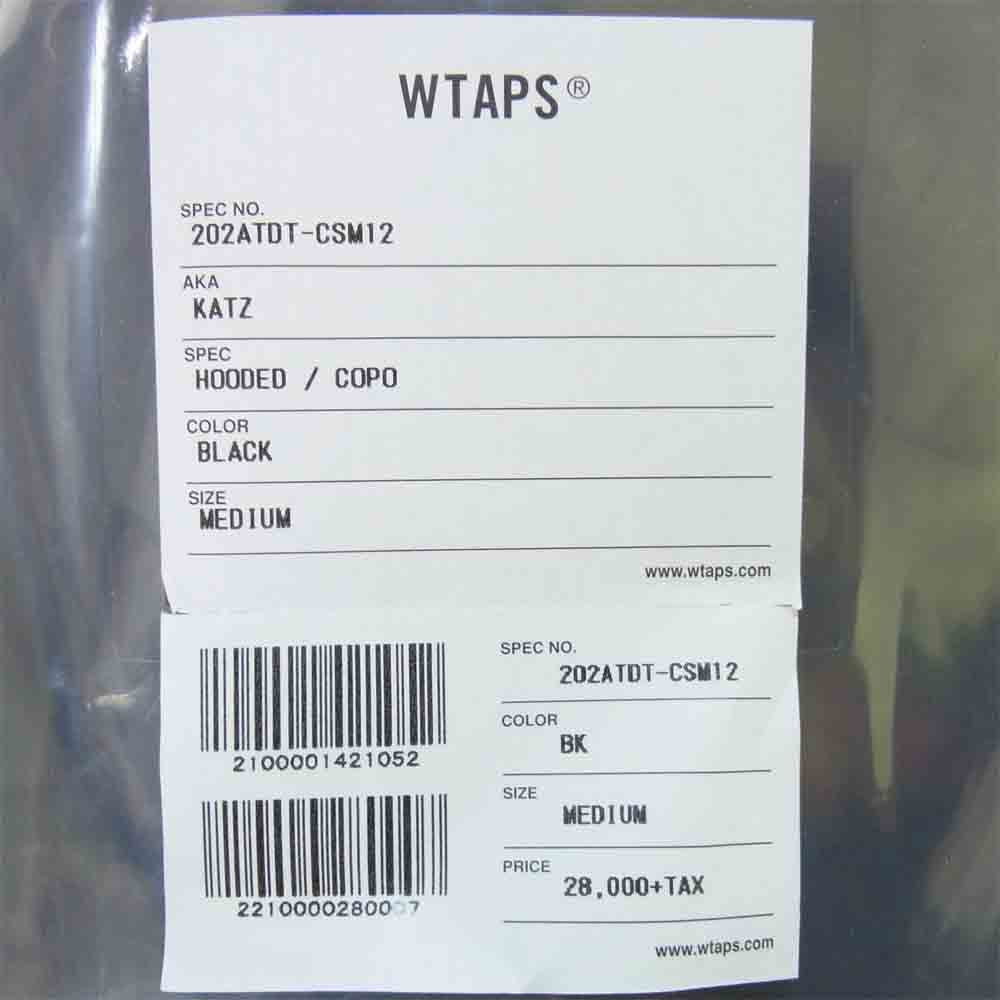 WTAPS®
SPEC NO.
202ATDT-CSM12
AKA
KATZ
SPEC
HOODED / COPO
COLOR
BLACK
SIZE
MEDIUM
www.wtaps.com
2100001421052
2210000280007
SPEC NO.
202ATDT-CSM12
COLOR
BK
SIZE
MEDIUM
PRICE
28,000+TAX
www.wtaps.com